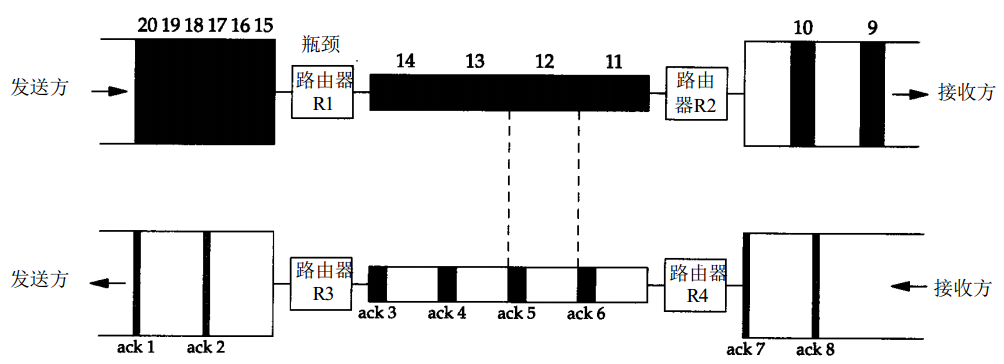 20 19 18 17 16 15
瓶颈
10 9
14 13 12 11
发送方
路由器
R1
路由
器R2
接收方
发送方
路由器
R3
路由器
R4
接收方
ack 3 ack 4 ack 5 ack 6
ack 1 ack 2
ack 7 ack 8